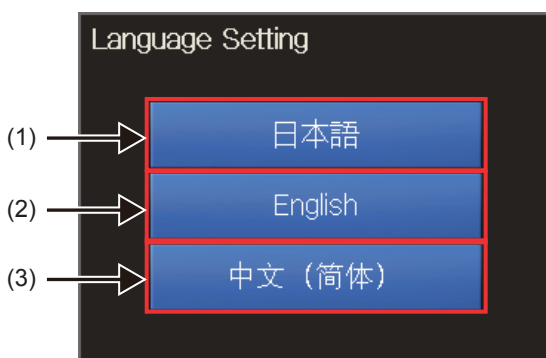 Language Setting
(1) 日本語
(2) English
(3) 中文（简体）